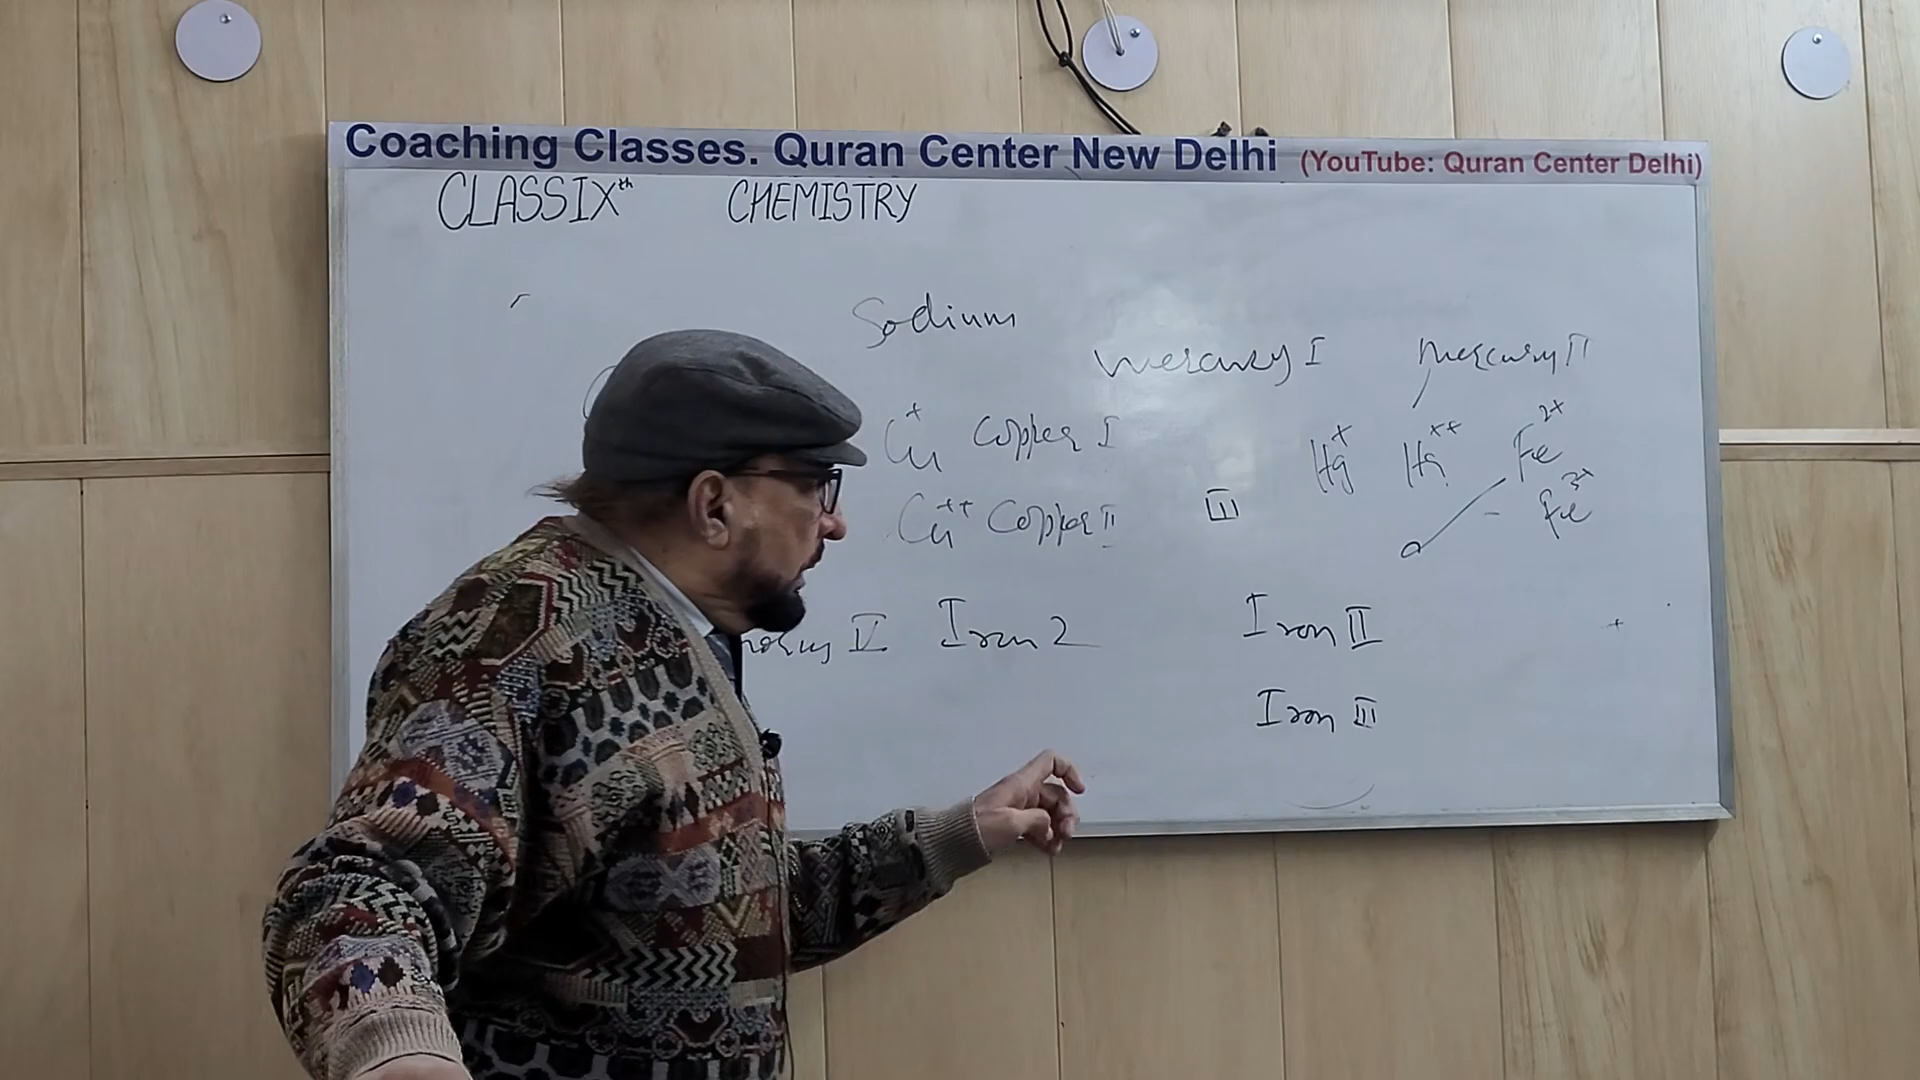 Coaching Classes. Quran Center New Delhi (YouTube: Quran Center Delhi)
CLASS IXth CHEMISTRY
Sodium
Mercury I Mercury II
Cu+ Copper I
Hg+ Hg++ Fe2+
Cu++ Copper II III
Fe3+
Iron 2 Iron II
Iron III